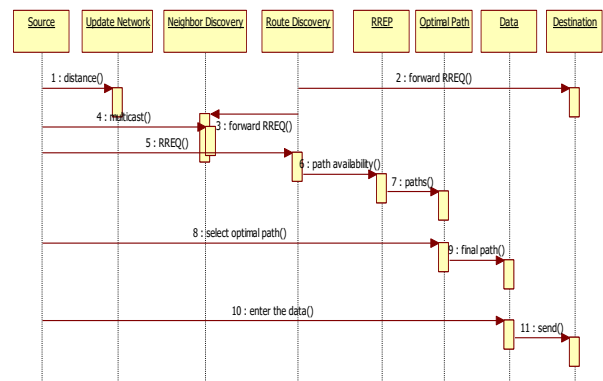 Source Update Network Neighbor Discovery Route Discovery RREP Optimal Path Data Destination
1 : distance()
2 : forward RREQ()
4 : multicast()
3 : forward RREQ()
5 : RREQ()
6 : path availability()
7 : paths()
8 : select optimal path()
9 : final path()
10 : enter the data()
11 : send()